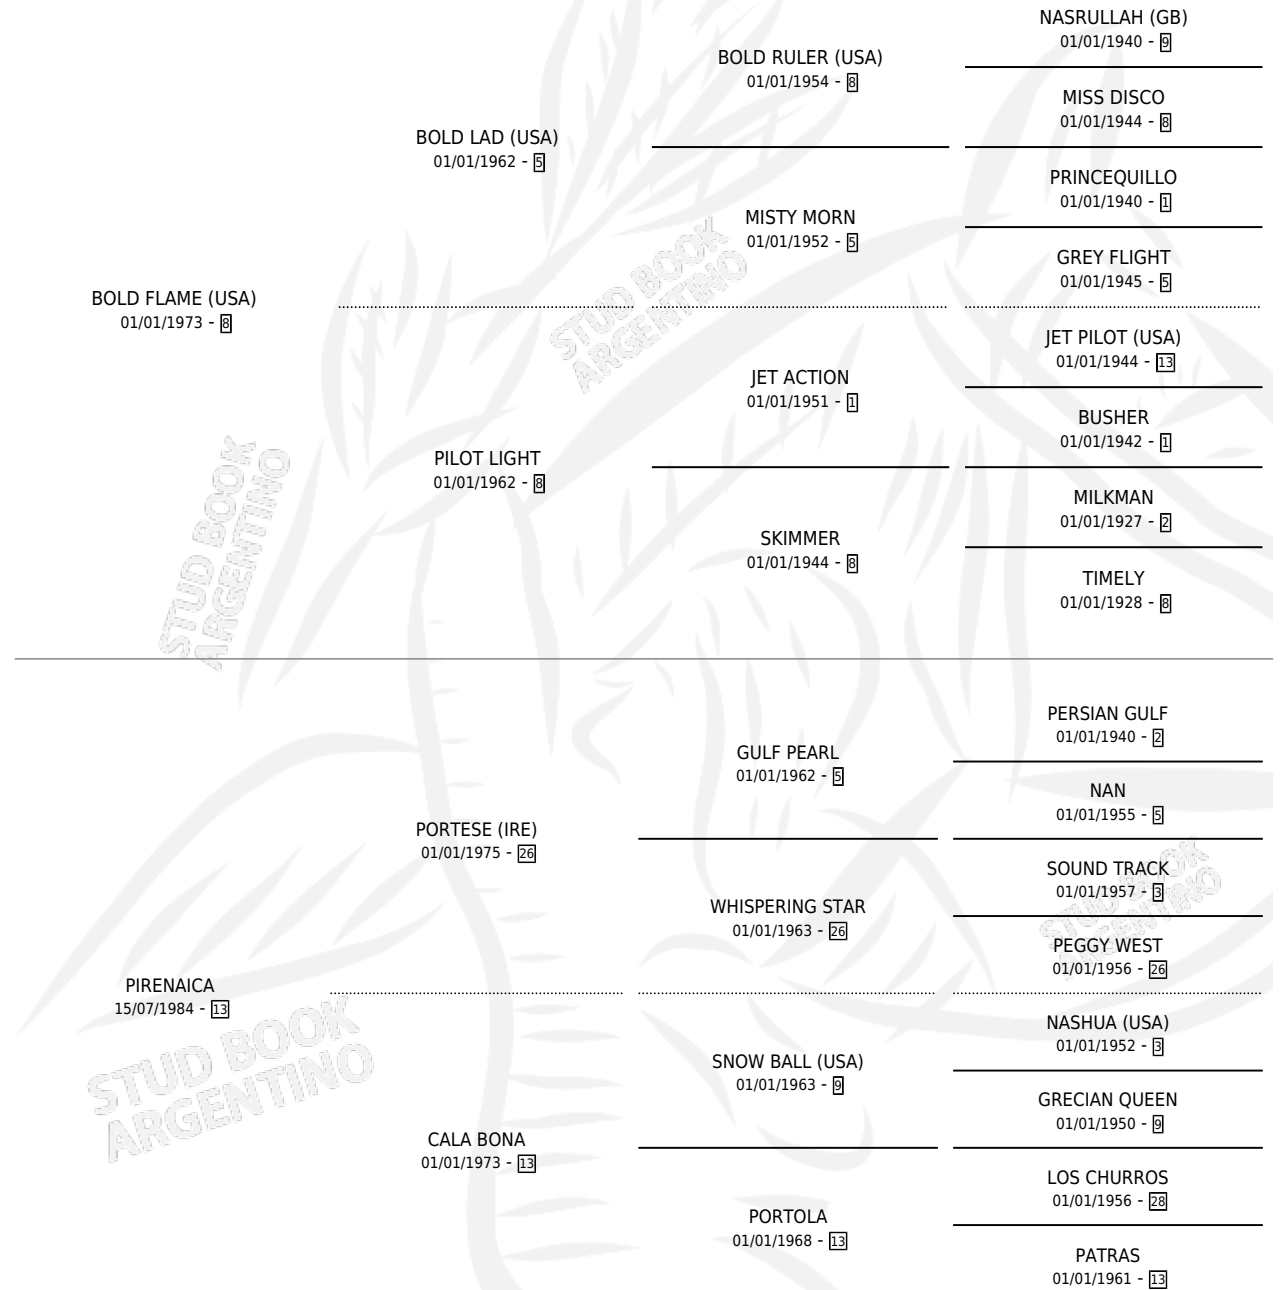 NASRULLAH (GB)
01/01/1940 - 9
BOLD RULER (USA)
01/01/1954 - 8
MISS DISCO
01/01/1944 - 8
BOLD LAD (USA)
01/01/1962 - 5
PRINCEQUILLO
01/01/1940 - 1
MISTY MORN
01/01/1952 - 5
GREY FLIGHT
01/01/1945 - 5
BOLD FLAME (USA)
01/01/1973 - 8
JET PILOT (USA)
01/01/1944 - 13
JET ACTION
01/01/1951 - 1
BUSHER
01/01/1942 - 1
PILOT LIGHT
01/01/1962 - 8
MILKMAN
01/01/1927 - 2
SKIMMER
01/01/1944 - 8
TIMELY
01/01/1928 - 8
STUD BOOK
ARGENTINO
STUD BOOK
ARGENTINO
PERSIAN GULF
01/01/1940 - 2
GULF PEARL
01/01/1962 - 5
NAN
01/01/1955 - 5
PORTESE (IRE)
01/01/1975 - 26
SOUND TRACK
01/01/1957 - 3
WHISPERING STAR
01/01/1963 - 26
PEGGY WEST
01/01/1956 - 26
PIRENAICA
15/07/1984 - 13
NASHUA (USA)
01/01/1952 - 3
SNOW BALL (USA)
01/01/1963 - 9
GRECIAN QUEEN
01/01/1950 - 9
CALA BONA
01/01/1973 - 13
LOS CHURROS
01/01/1956 - 28
PORTOLA
01/01/1968 - 13
PATRAS
01/01/1961 - 13
STUD BOOK
ARGENTINO
STUD BOOK
ARGENTINO